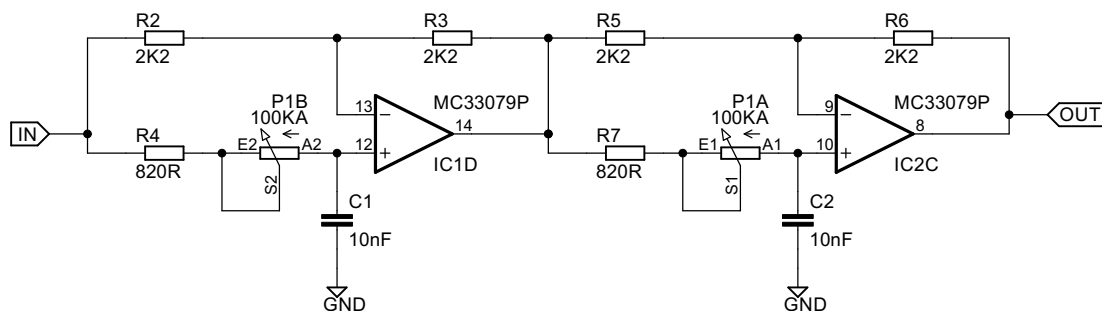 R2
2K2
R3
2K2
R5
2K2
R6
2K2
IN
R4
820R
P1B
100KA
E2
A2
S2
13
12
14
MC33079P
IC1D
C1
10nF
GND
R7
820R
P1A
100KA
E1
A1
S1
9
10
8
MC33079P
IC2C
C2
10nF
GND
OUT